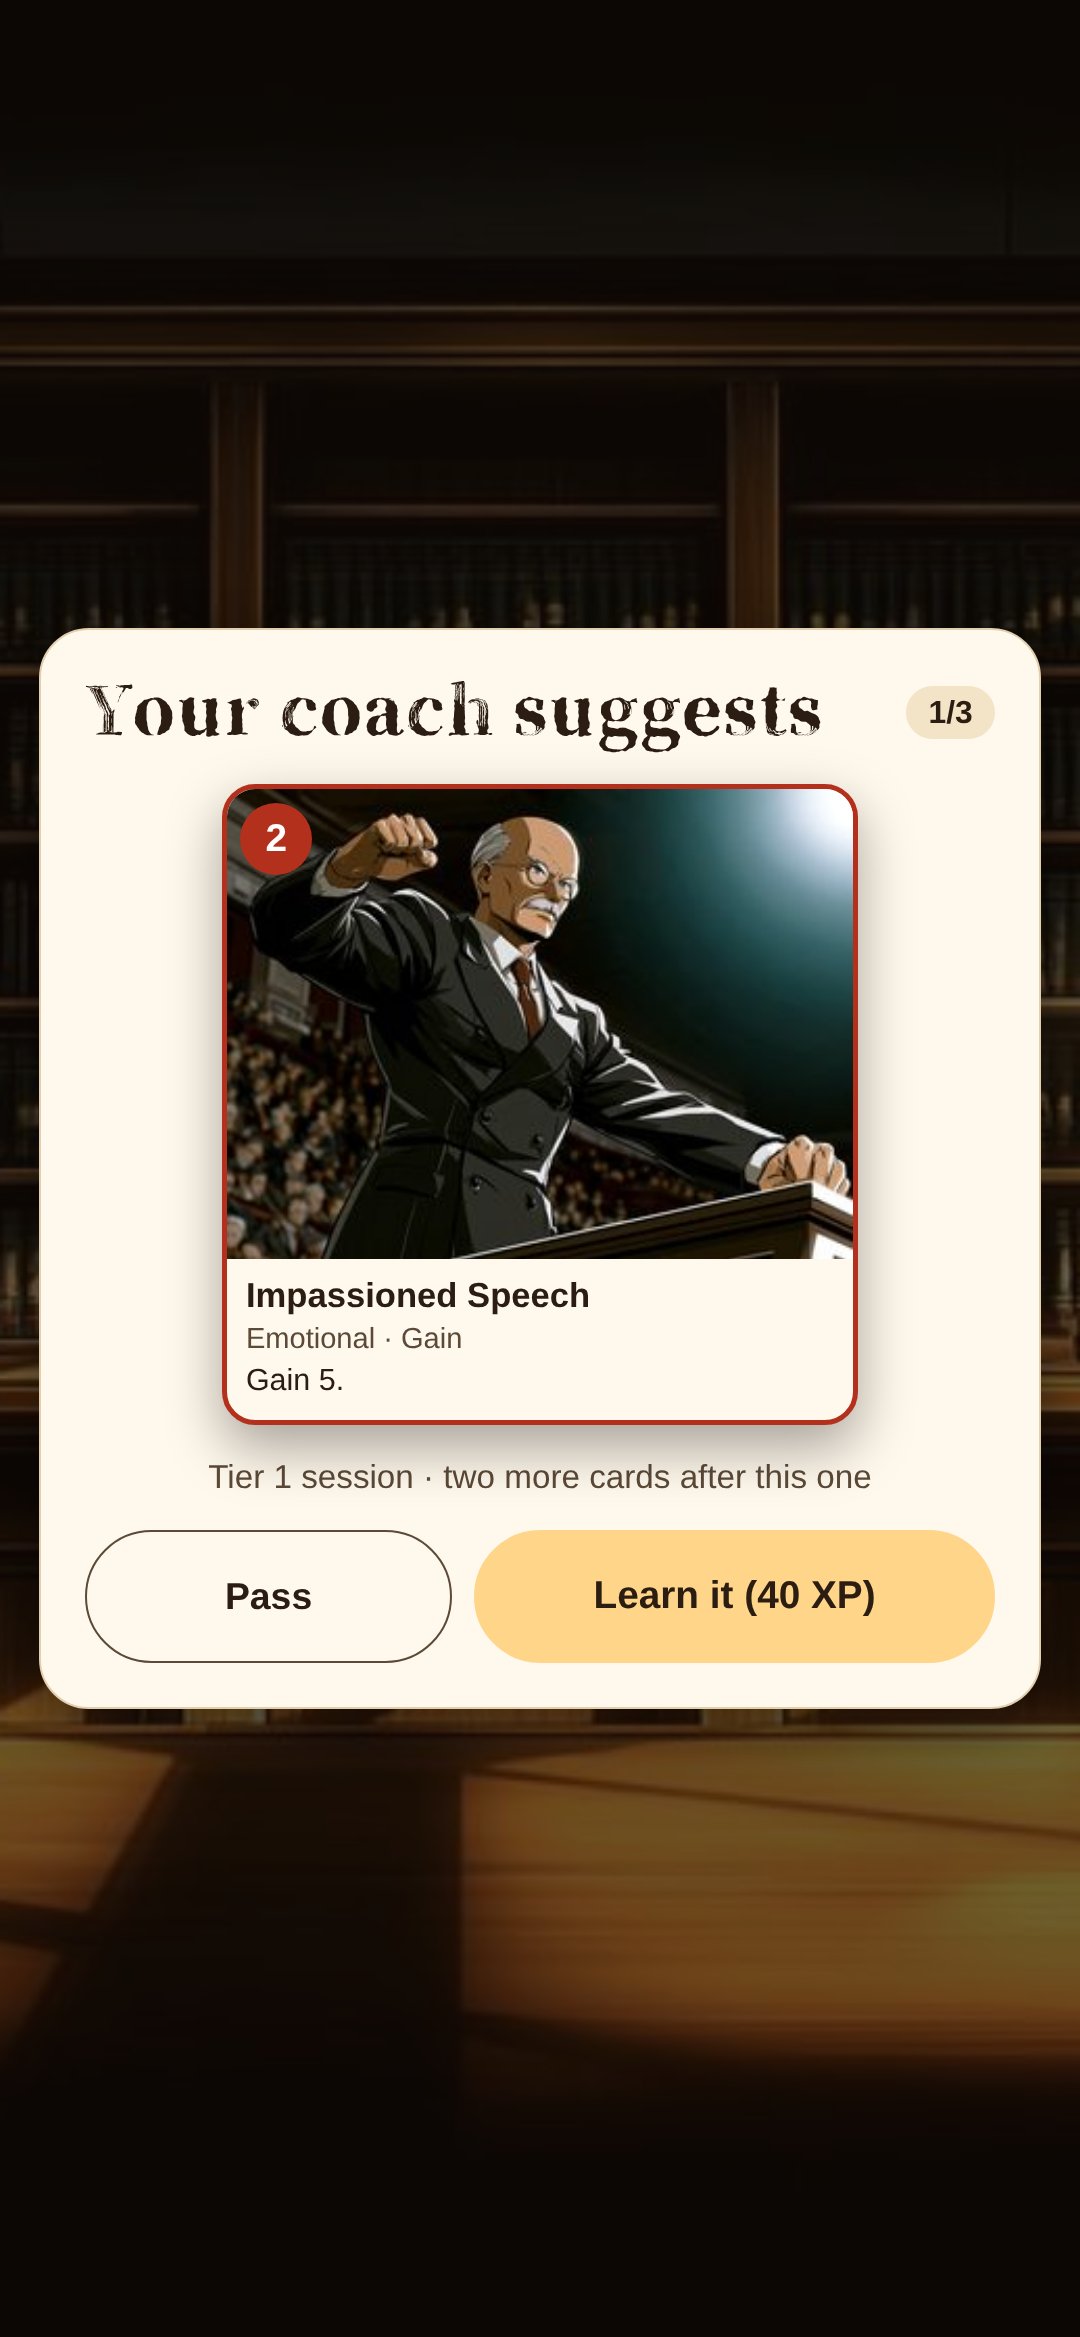 Your coach suggests
1/3
2
Impassioned Speech
Emotional · Gain
Gain 5.
Tier 1 session · two more cards after this one
Pass
Learn it (40 XP)